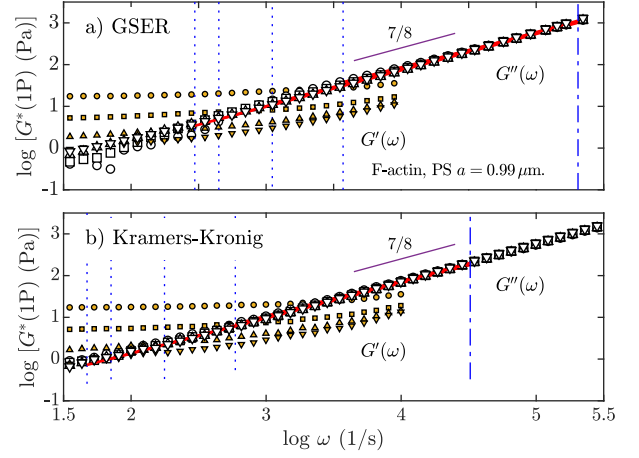 a) GSER
7/8
G″(ω)
G′(ω)
F-actin, PS a = 0.99 μm.
log [G*(1P) (Pa)]
3
2
1
0
-1
b) Kramers-Kronig
7/8
G″(ω)
G′(ω)
log [G*(1P) (Pa)]
3
2
1
0
-1
1.5 2 3 4 5 5.5
log ω (1/s)